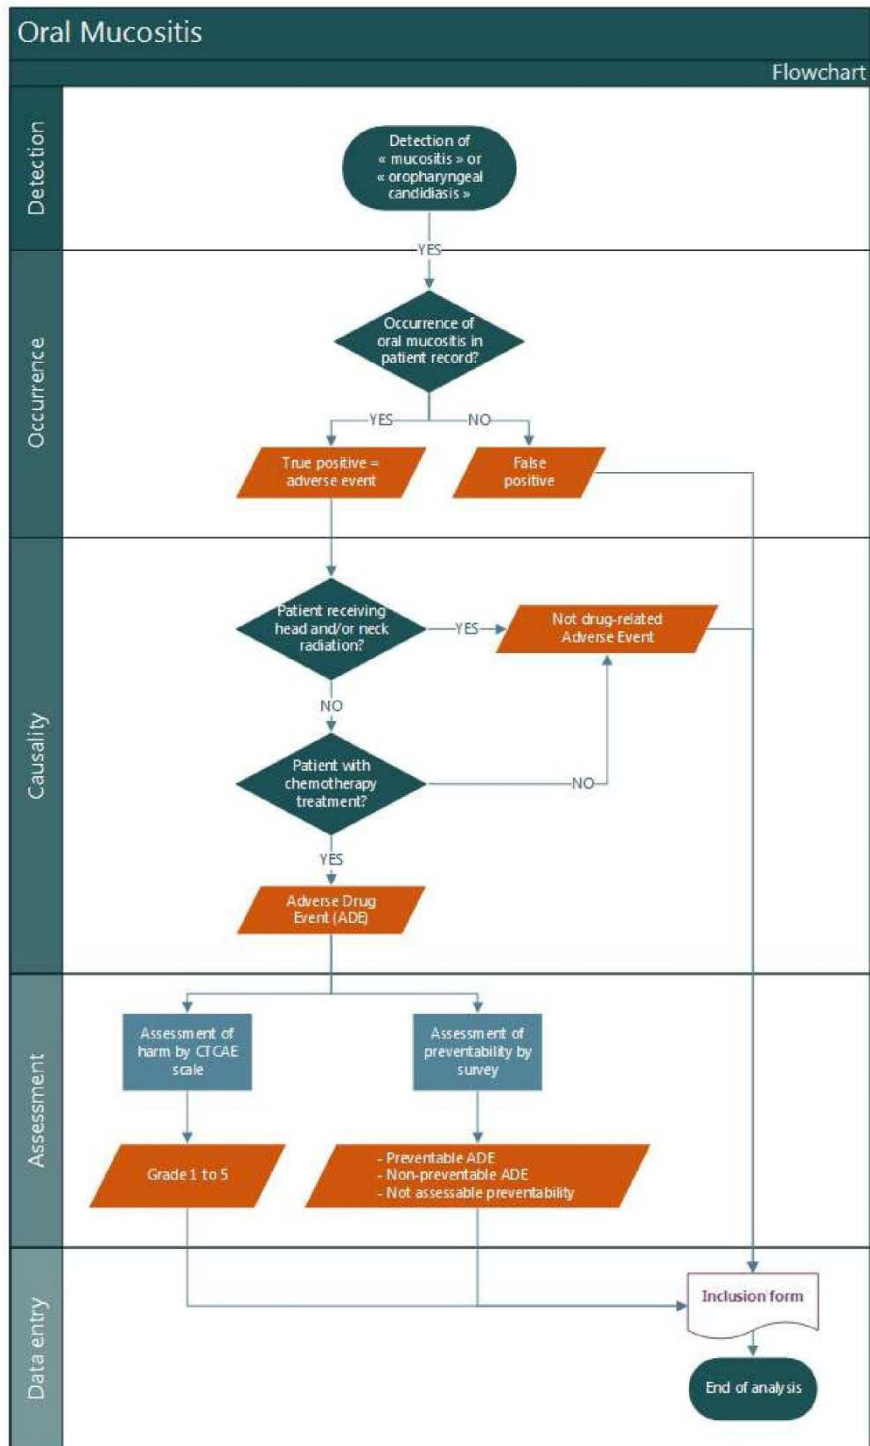 Oral Mucositis
Flowchart
Detection
Detection of
« mucositis » or
« oropharyngeal
candidiasis »
YES
Occurrence
Occurrence of
oral mucositis in
patient record?
YES
NO
True positive =
adverse event
False
positive
Causality
Patient receiving
head and/or neck
radiation?
YES
Not drug-related
Adverse Event
NO
Patient with
chemotherapy
treatment?
NO
YES
Adverse Drug
Event (ADE)
Assessment
Assessment of
harm by CTCAE
scale
Assessment of
preventability by
survey
Grade 1 to 5
- Preventable ADE
- Non-preventable ADE
- Not assessable preventability
Data entry
Inclusion form
End of analysis